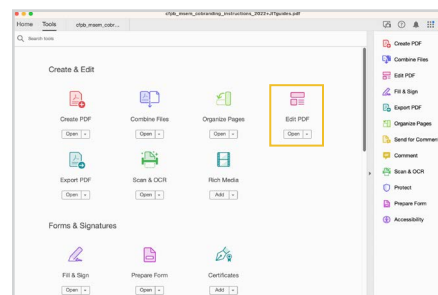 cfpb_msem_cobranding_instructions_2022+JITguides.pdf
Home Tools cfpb_msem_cobr...
Search tools
Create & Edit
Create PDF Combine Files Organize Pages Edit PDF
Open Open Open Open
Export PDF Scan & OCR Rich Media
Open Open Add
Forms & Signatures
Fill & Sign Prepare Form Certificates
Open Open Add
Create PDF
Combine Files
Edit PDF
Fill & Sign
Export PDF
Organize Pages
Send for Commen
Comment
Scan & OCR
Protect
Prepare Form
Accessibility